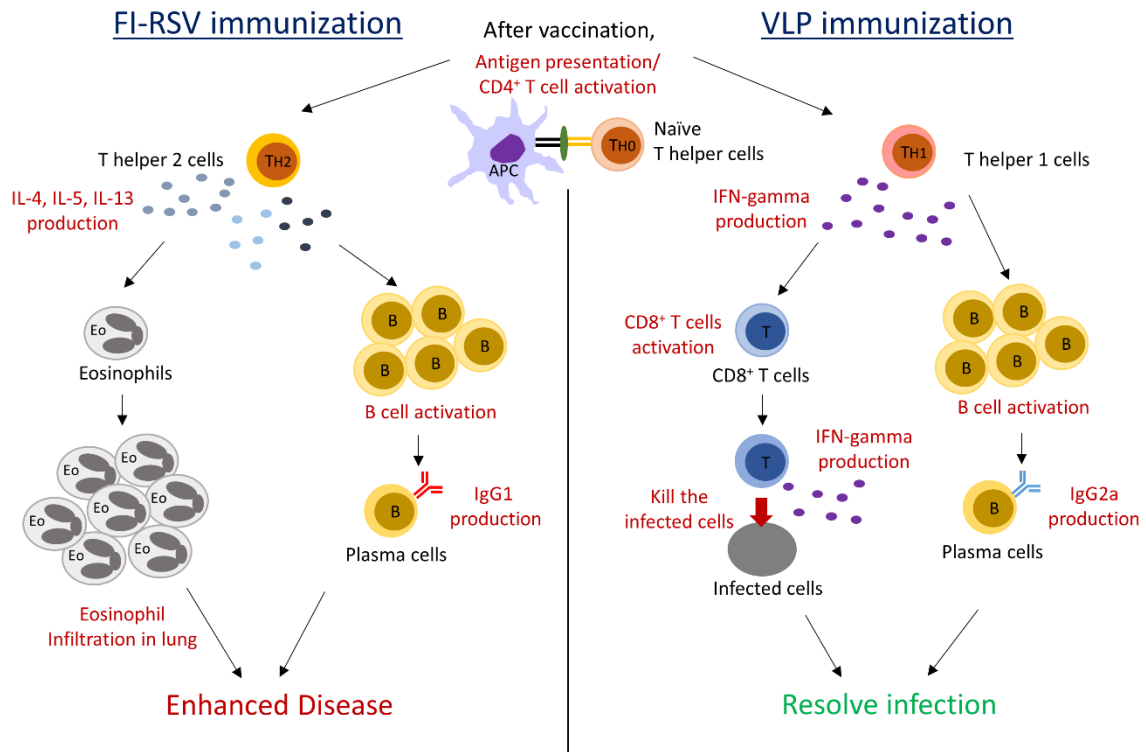 FI-RSV immunization
After vaccination,
VLP immunization
Antigen presentation/
CD4⁺ T cell activation
APC
TH0
Naïve
T helper cells
T helper 2 cells
TH2
IL-4, IL-5, IL-13
production
Eo
Eosinophils
Eo
Eo
Eo
Eo
Eo
Eo
Eo
Eosinophil
Infiltration in lung
B
B
B
B
B
B cell activation
B
IgG1
production
Plasma cells
Enhanced Disease
TH1
T helper 1 cells
IFN-gamma
production
CD8⁺ T cells
activation
T
CD8⁺ T cells
T
IFN-gamma
production
Kill the
infected cells
Infected cells
B
B
B
B
B
B cell activation
B
IgG2a
production
Plasma cells
Resolve infection